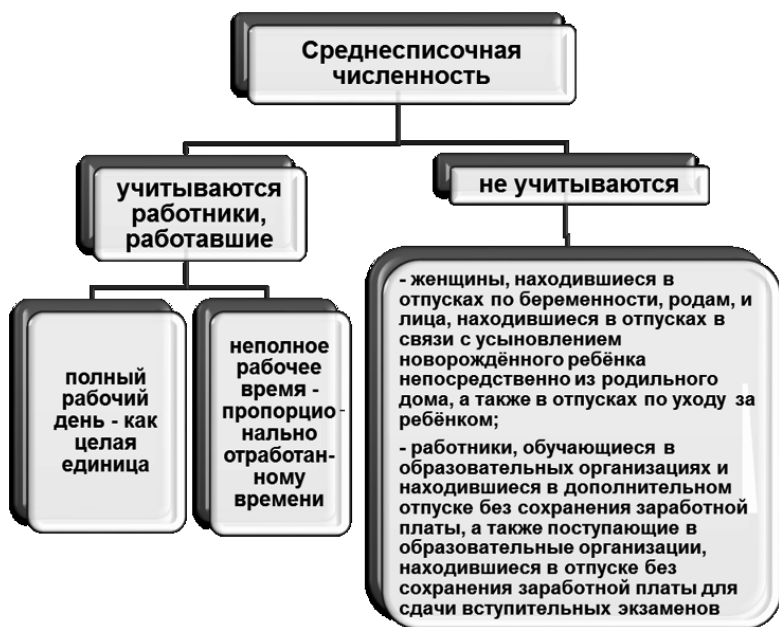 Среднесписочная
численность
учитываются
работники,
работавшие
не учитываются
полный
рабочий
день - как
целая
единица
неполное
рабочее
время -
пропорцио -
нально
отработан-
ному
времени
- женщины, находившиеся в
отпусках по беременности, родам, и
лица, находившиеся в отпусках в
связи с усыновлением
новорождённого ребёнка
непосредственно из родильного
дома, а также в отпусках по уходу за
ребёнком;
- работники, обучающиеся в
образовательных организациях и
находившиеся в дополнительном
отпуске без сохранения заработной
платы, а также поступающие в
образовательные организации,
находившиеся в отпуске без
сохранения заработной платы для
сдачи вступительных экзаменов